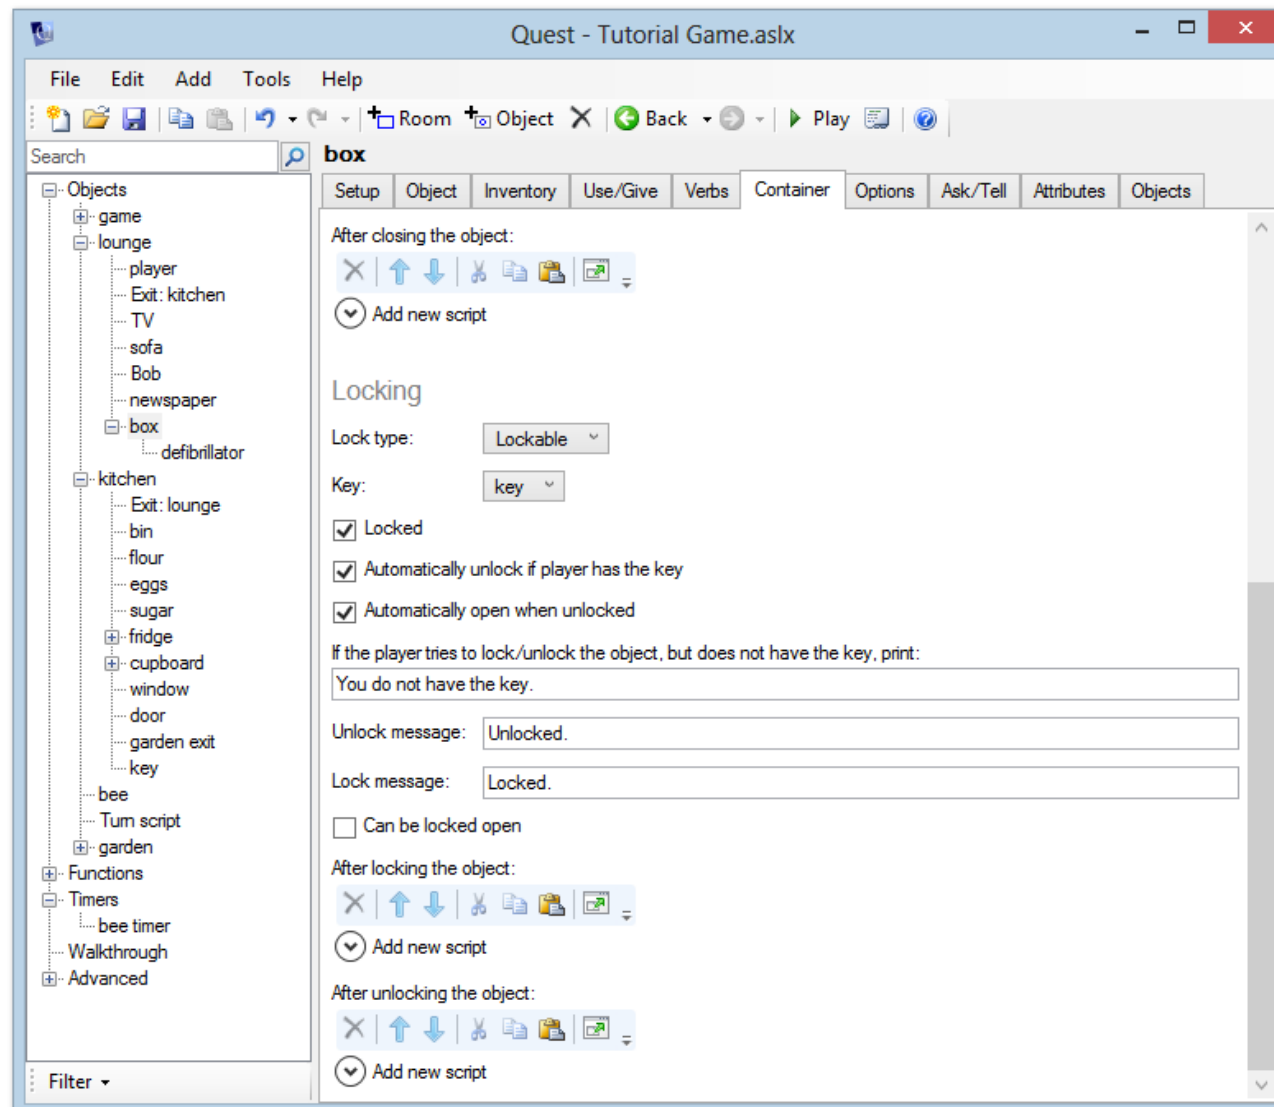 Quest - Tutorial Game.aslx
File Edit Add Tools Help
Room Object Back Play
Search
box
Objects
game
lounge
player
Exit: kitchen
TV
sofa
Bob
newspaper
box
defibrillator
kitchen
Exit: lounge
bin
flour
eggs
sugar
fridge
cupboard
window
door
garden exit
key
bee
Turn script
garden
Functions
Timers
bee timer
Walkthrough
Advanced
Filter
Setup Object Inventory Use/Give Verbs Container Options Ask/Tell Attributes Objects
After closing the object:
Add new script
Locking
Lock type: Lockable
Key: key
Locked
Automatically unlock if player has the key
Automatically open when unlocked
If the player tries to lock/unlock the object, but does not have the key, print:
You do not have the key.
Unlock message: Unlocked.
Lock message: Locked.
Can be locked open
After locking the object:
Add new script
After unlocking the object:
Add new script